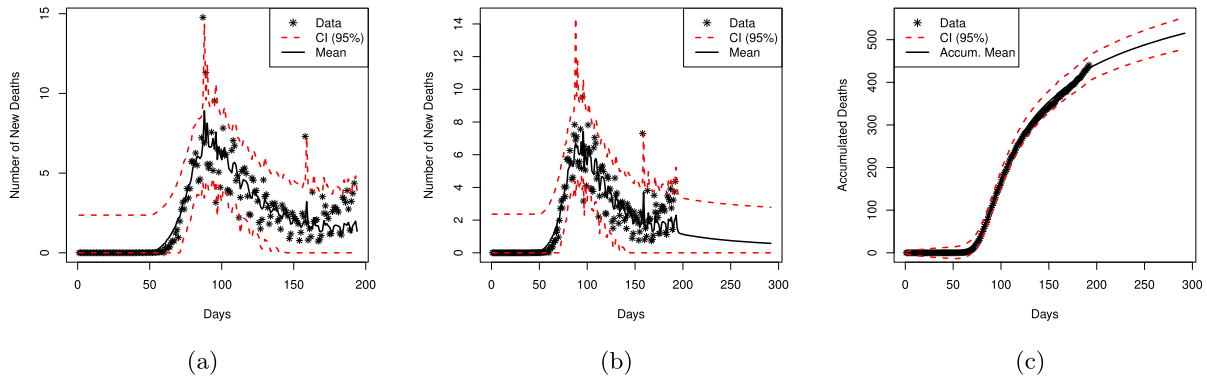 15
10
5
0
Number of New Deaths
Data
CI (95%)
Mean
0 50 100 150 200
Days
(a)
14
12
10
8
6
4
2
0
Number of New Deaths
Data
CI (95%)
Mean
0 50 100 150 200 250 300
Days
(b)
500
400
300
200
100
0
Accumulated Deaths
Data
CI (95%)
Accum. Mean
0 50 100 150 200 250 300
Days
(c)